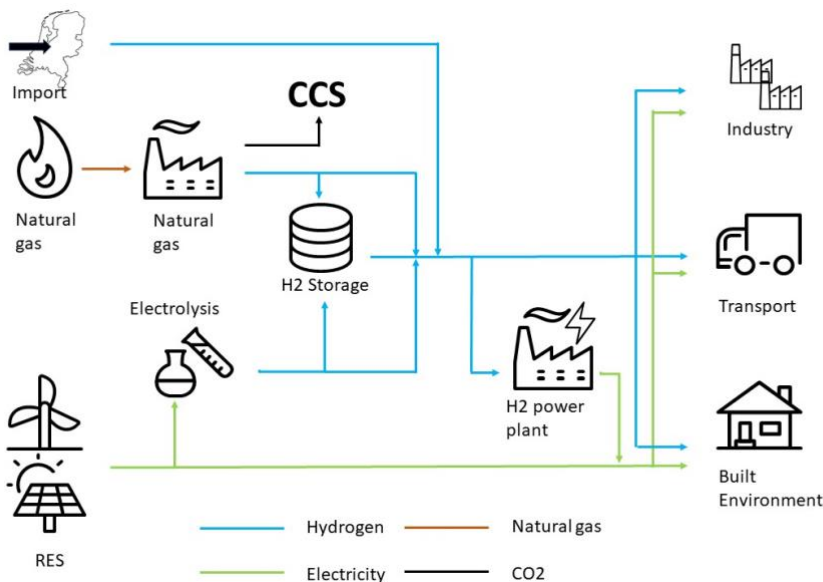 Import
CCS
Industry
Natural
gas
Natural
gas
H2 Storage
Transport
Electrolysis
H2 power
plant
Built
Environment
RES
Hydrogen
Natural gas
Electricity
CO2